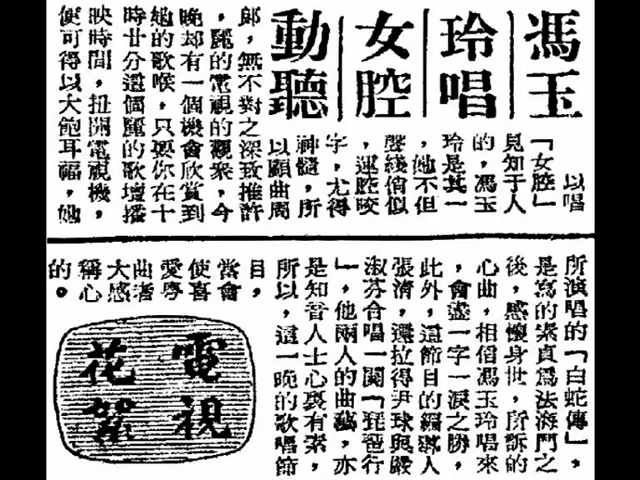 馮玉
玲唱
女腔
動聽
以唱
「女腔」
見知于人
的，馮玉
玲是其一
，她不但
聲綫倘似
，運腔咬
字，尤得
神髓，所
以顧曲周
郎，無不對之深致推許
，麗的電視的觀衆，今
晚却有一個機會欣賞到
她的歌喉，只要你在十
時廿分這個麗的歌壇播
映時間，扭開電視機，
便可得以大飽耳福，她
所演唱的「白蛇傳」，
是寫的素真爲法海鬥之
後，感懷身世，所訴的
心曲，相信馮玉玲唱來
，會盡一字一淚之勝，
此外，這節目的編導人
張清，還拉得尹球與嚴
淑芬合唱一闋「琵琶行
」，他兩人的曲藝，亦
是知音人士心裏有素，
所以，這一晚的歌唱節
目，
當會
使喜
愛粵
曲者
大感
稱心
的。
電視
花絮